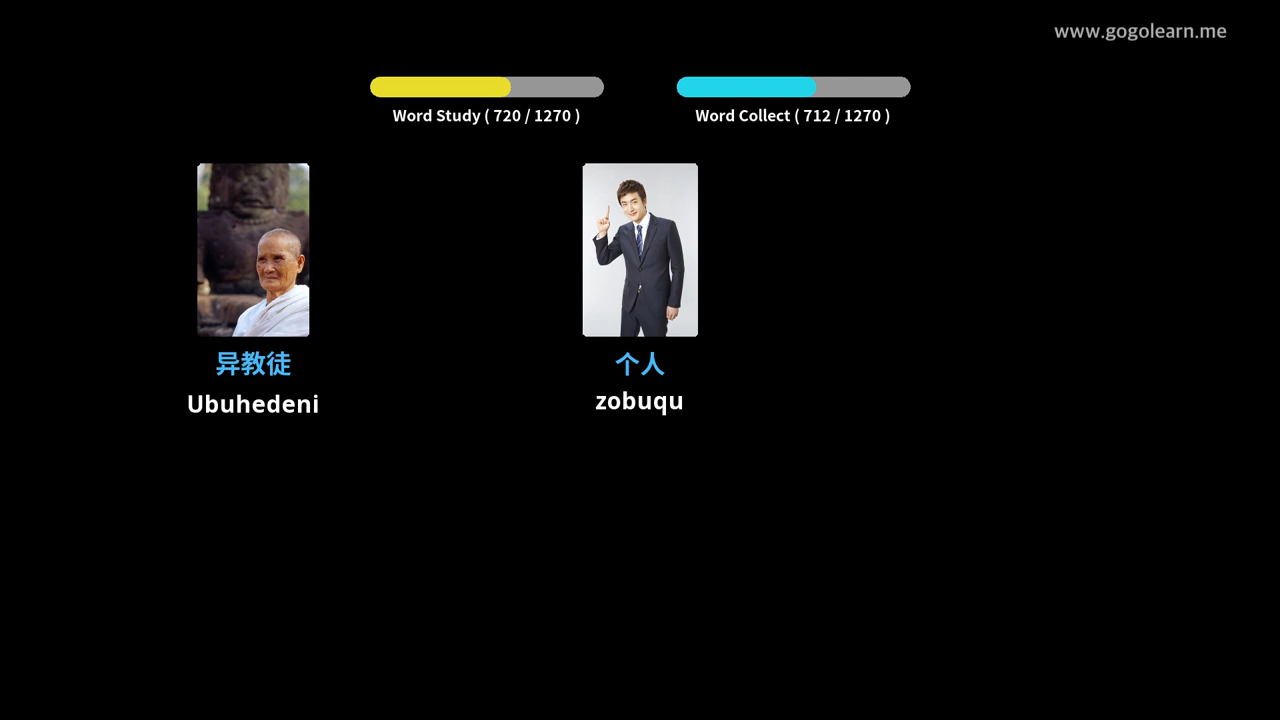 www.gogolearn.me
Word Study ( 720 / 1270 )
Word Collect ( 712 / 1270 )
异教徒
个人
Ubuhedeni
zobuqu